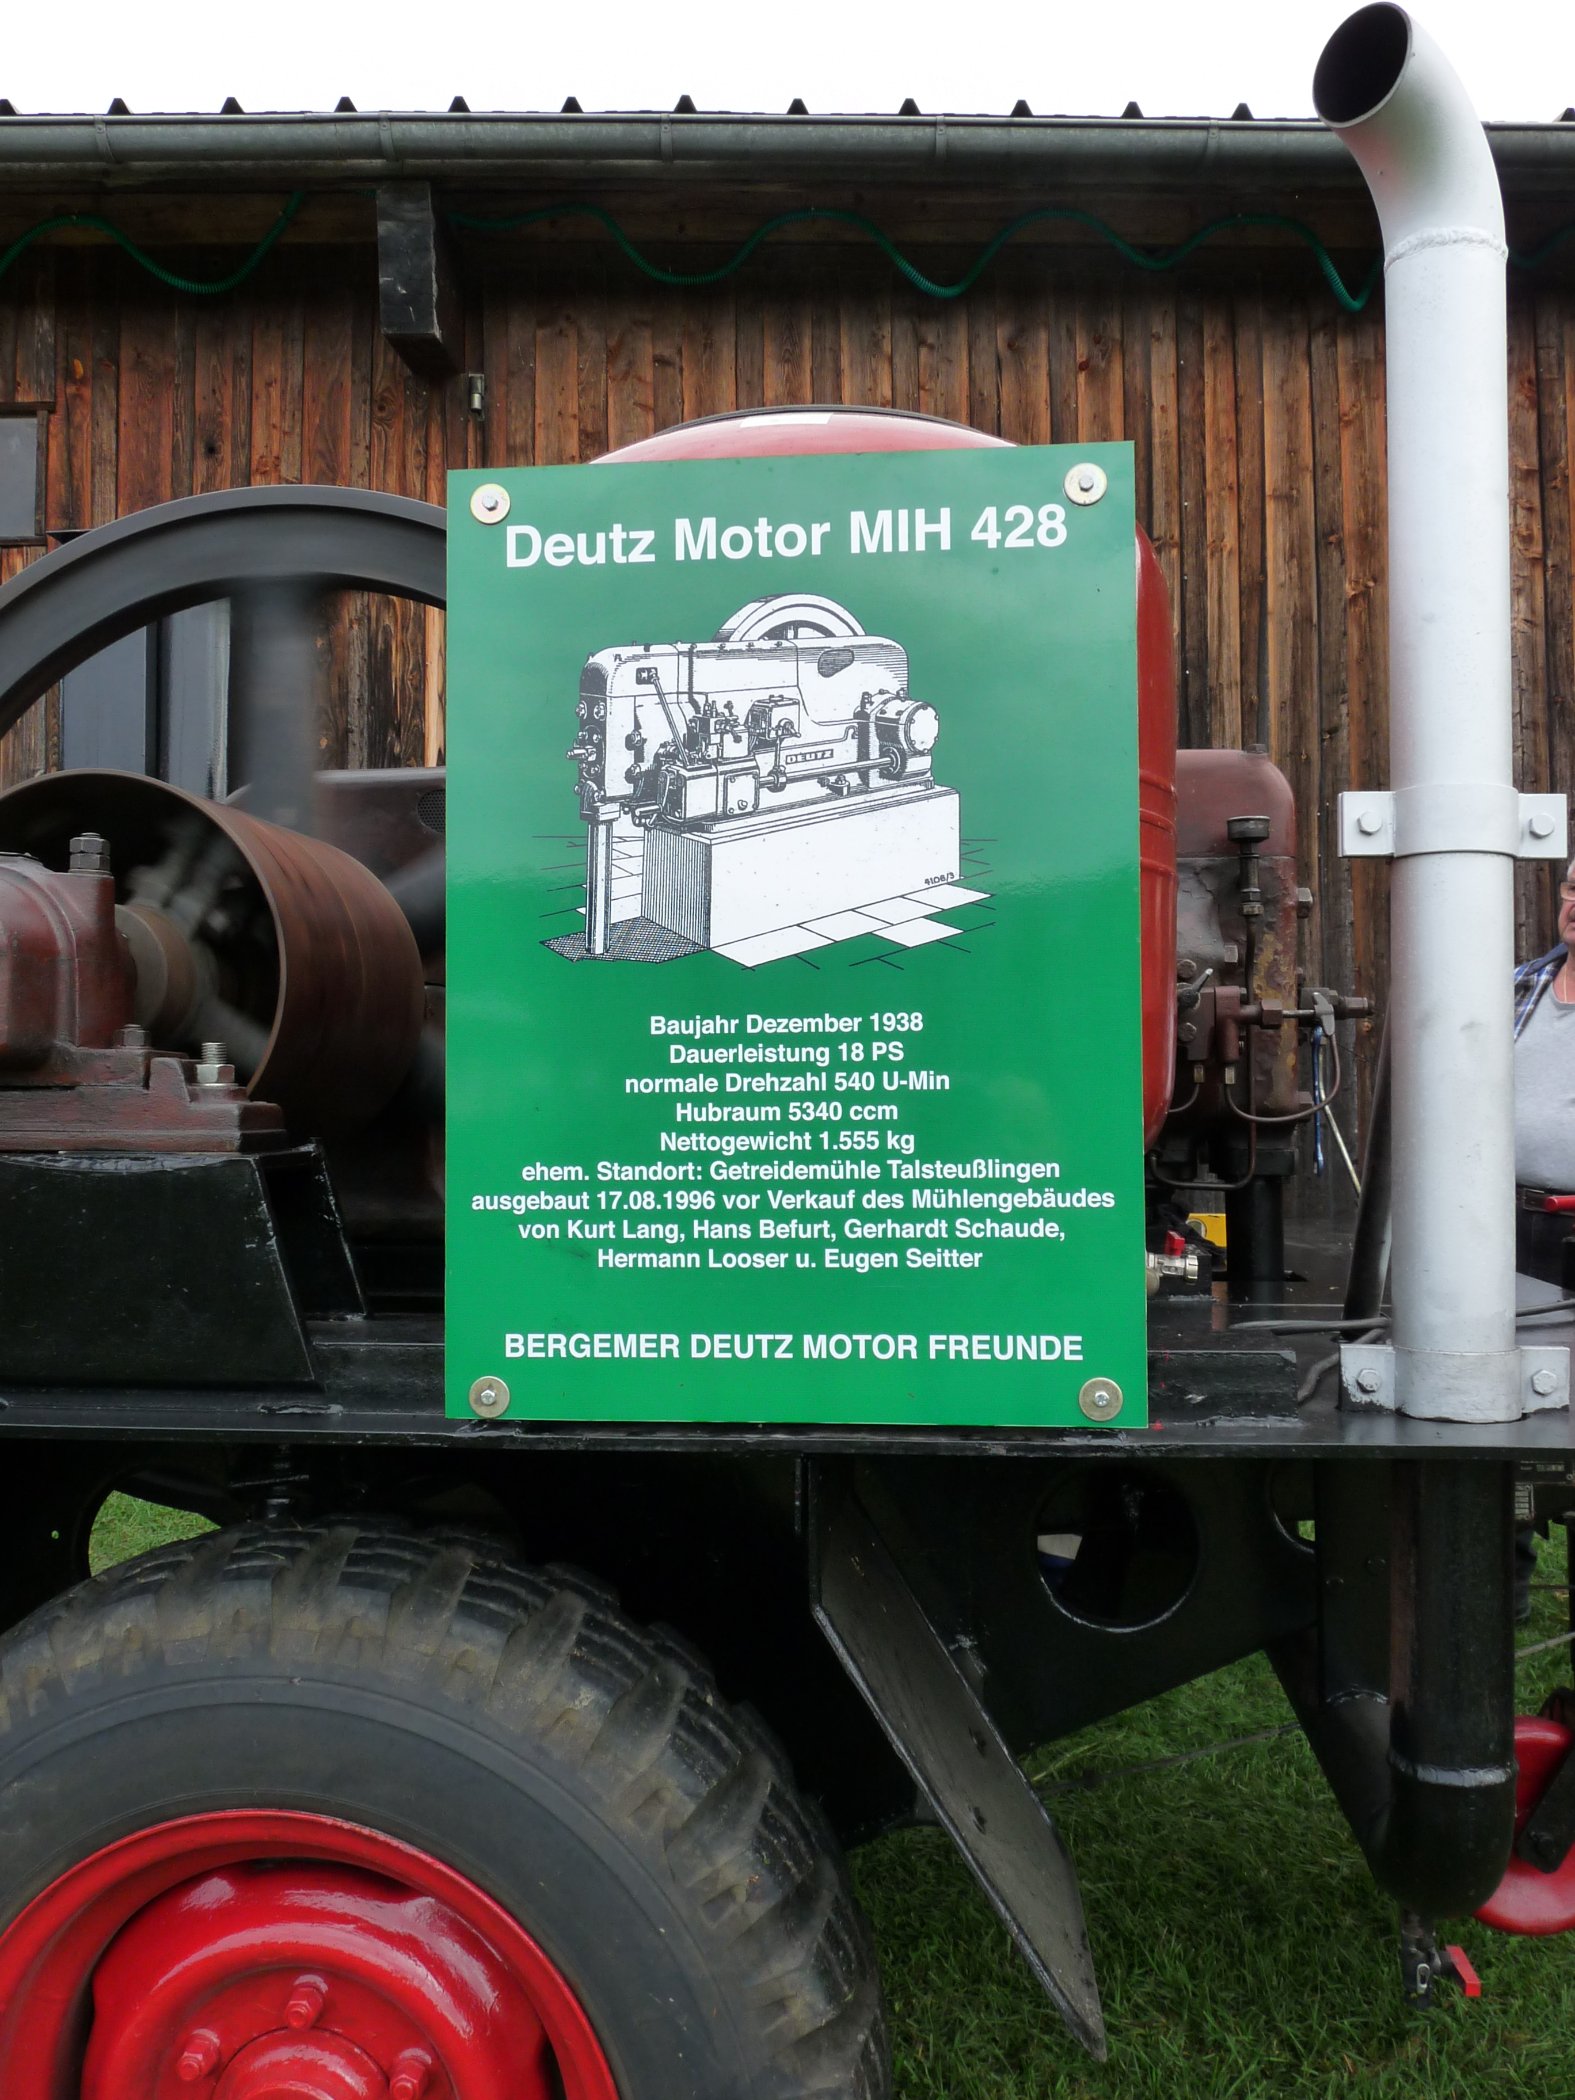 Deutz Motor MIH 428
DEUTZ
4106/3
Baujahr Dezember 1938
Dauerleistung 18 PS
normale Drehzahl 540 U-Min
Hubraum 5340 ccm
Nettogewicht 1.555 kg
ehem. Standort: Getreidemühle Talsteußlingen
ausgebaut 17.08.1996 vor Verkauf des Mühlengebäudes
von Kurt Lang, Hans Befurt, Gerhardt Schaude,
Hermann Looser u. Eugen Seitter
BERGEMER DEUTZ MOTOR FREUNDE